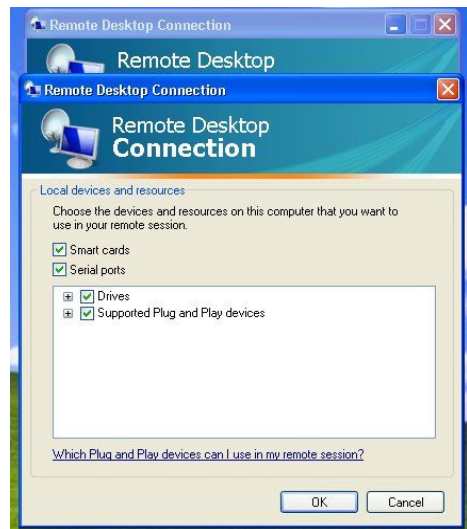 Remote Desktop Connection
Remote Desktop
Remote Desktop Connection
Remote Desktop
Connection
Local devices and resources
Choose the devices and resources on this computer that you want to
use in your remote session.
Smart cards
Serial ports
Drives
Supported Plug and Play devices
Which Plug and Play devices can I use in my remote session?
OK
Cancel